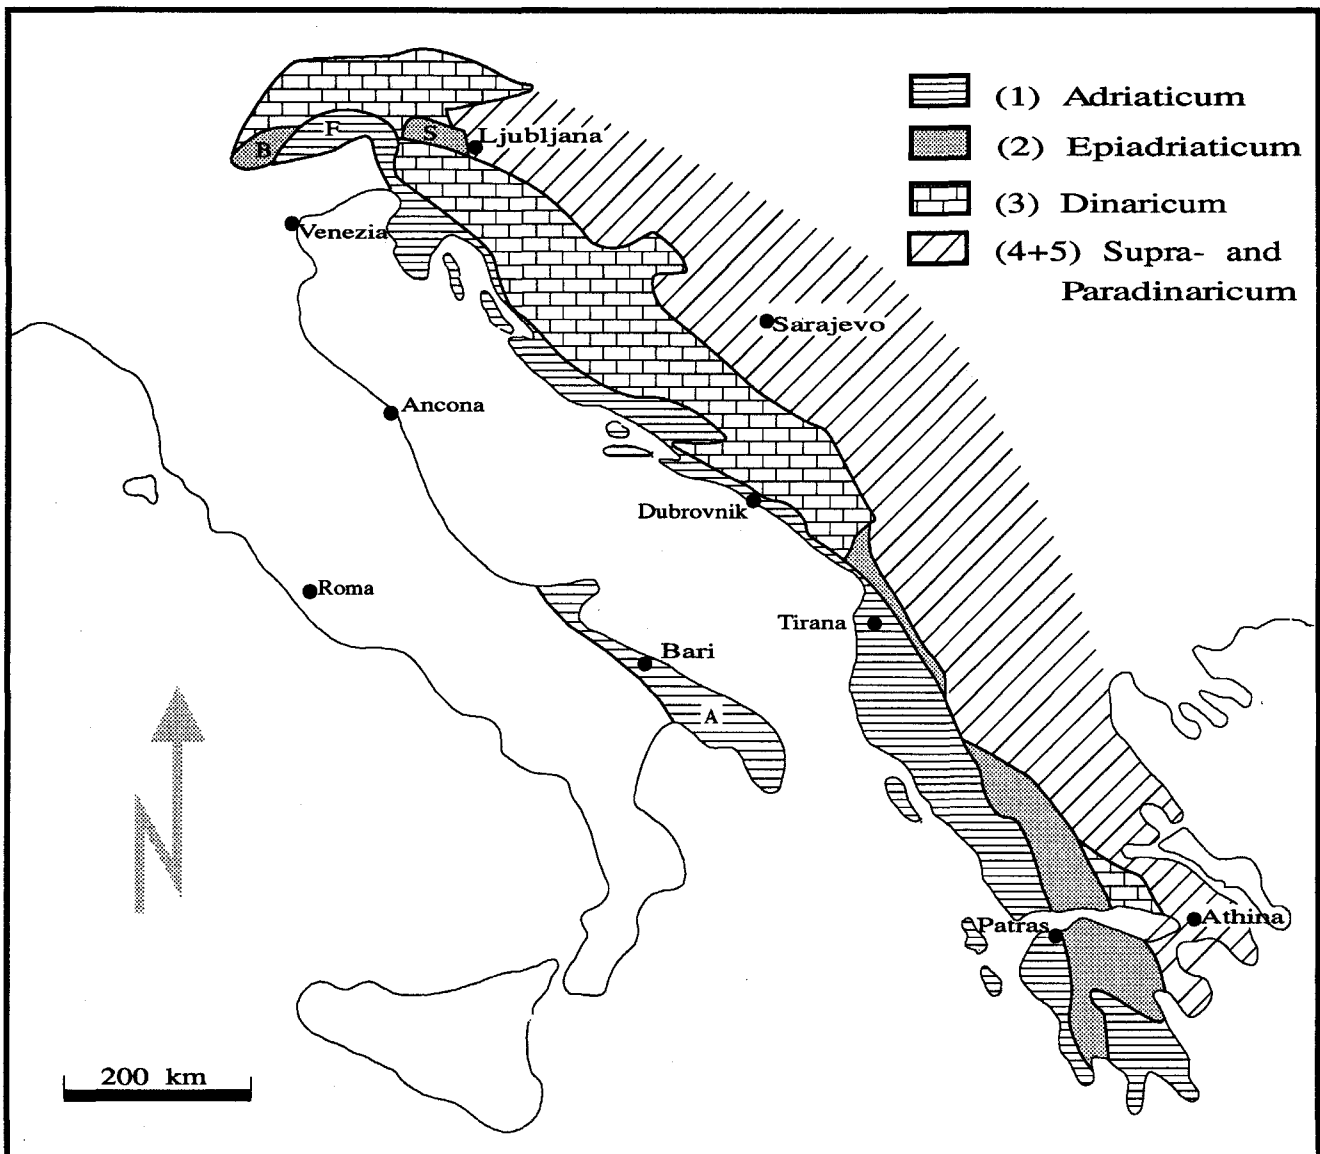 (1) Adriaticum
(2) Epiadriaticum
(3) Dinaricum
(4+5) Supra- and
Paradinaricum
F
B
S
Ljubljana
Venezia
Sarajevo
Ancona
Dubrovnik
Roma
Tirana
Bari
A
Patras
Athina
N
200 km